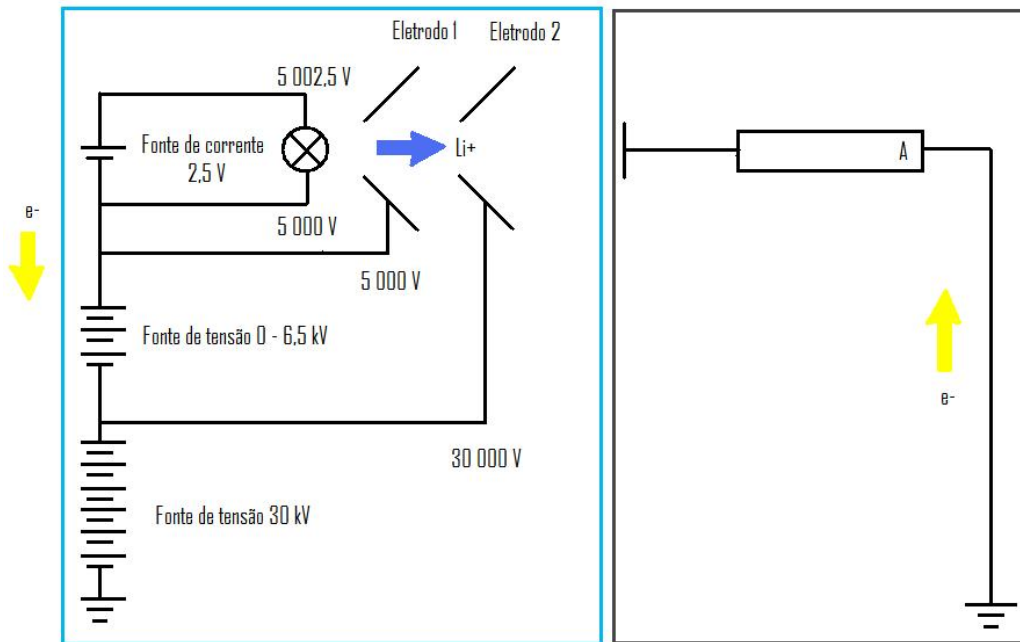 Eletrodo 1
Eletrodo 2
5 002,5 V
Fonte de corrente
2,5 V
Li+
A
e-
5 000 V
5 000 V
Fonte de tensão 0 - 6,5 kV
e-
30 000 V
Fonte de tensão 30 kV